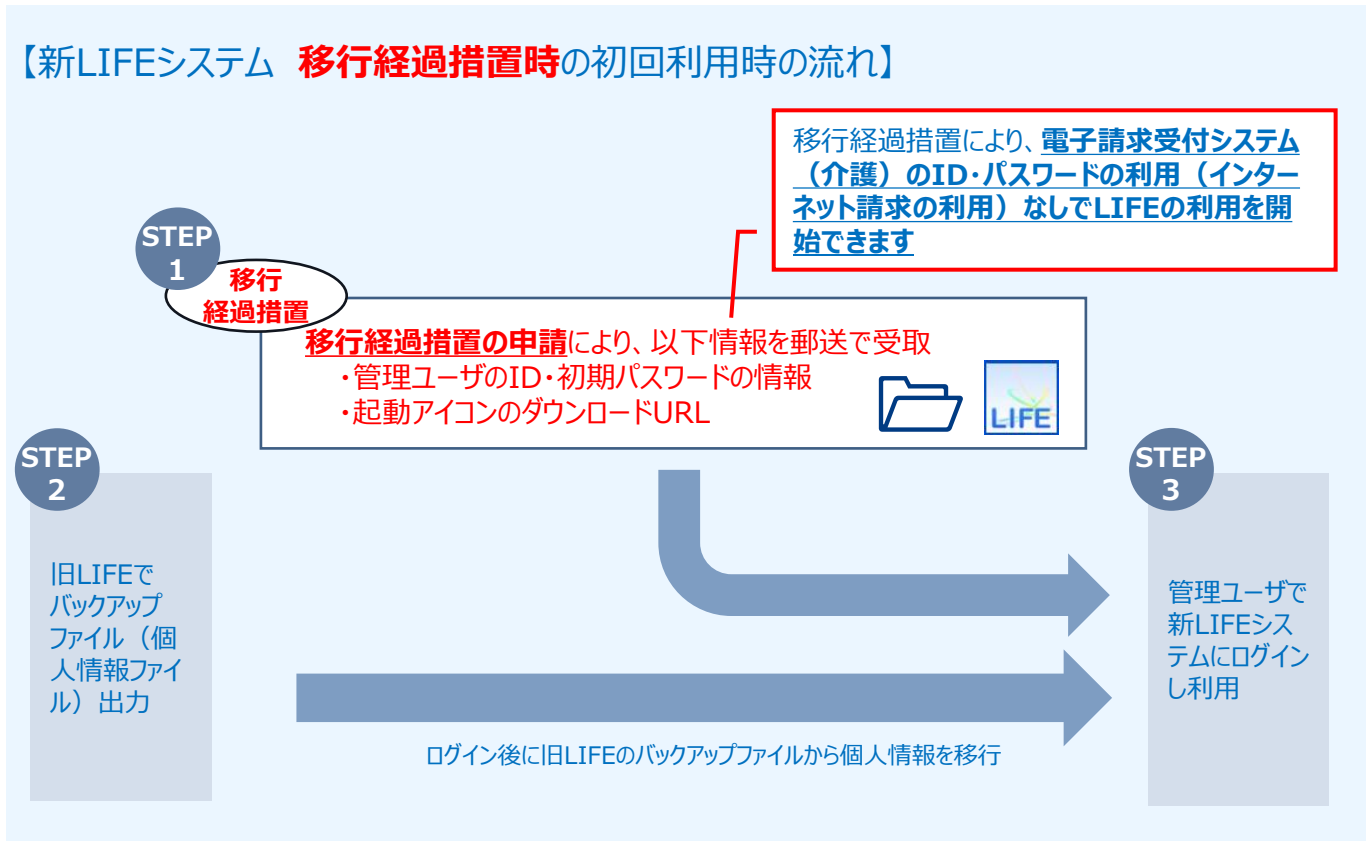 【新LIFEシステム 移行経過措置時の初回利用時の流れ】
移行経過措置により、電子請求受付システム
（介護）のID・パスワードの利用（インター
ネット請求の利用）なしでLIFEの利用を開
始できます
STEP
1
移行
経過措置
移行経過措置の申請により、以下情報を郵送で受取
・管理ユーザのID・初期パスワードの情報
・起動アイコンのダウンロードURL
LIFE
STEP
2
旧LIFEで
バックアップ
ファイル（個
人情報ファイ
ル）出力
STEP
3
管理ユーザで
新LIFEシス
テムにログイン
し利用
ログイン後に旧LIFEのバックアップファイルから個人情報を移行